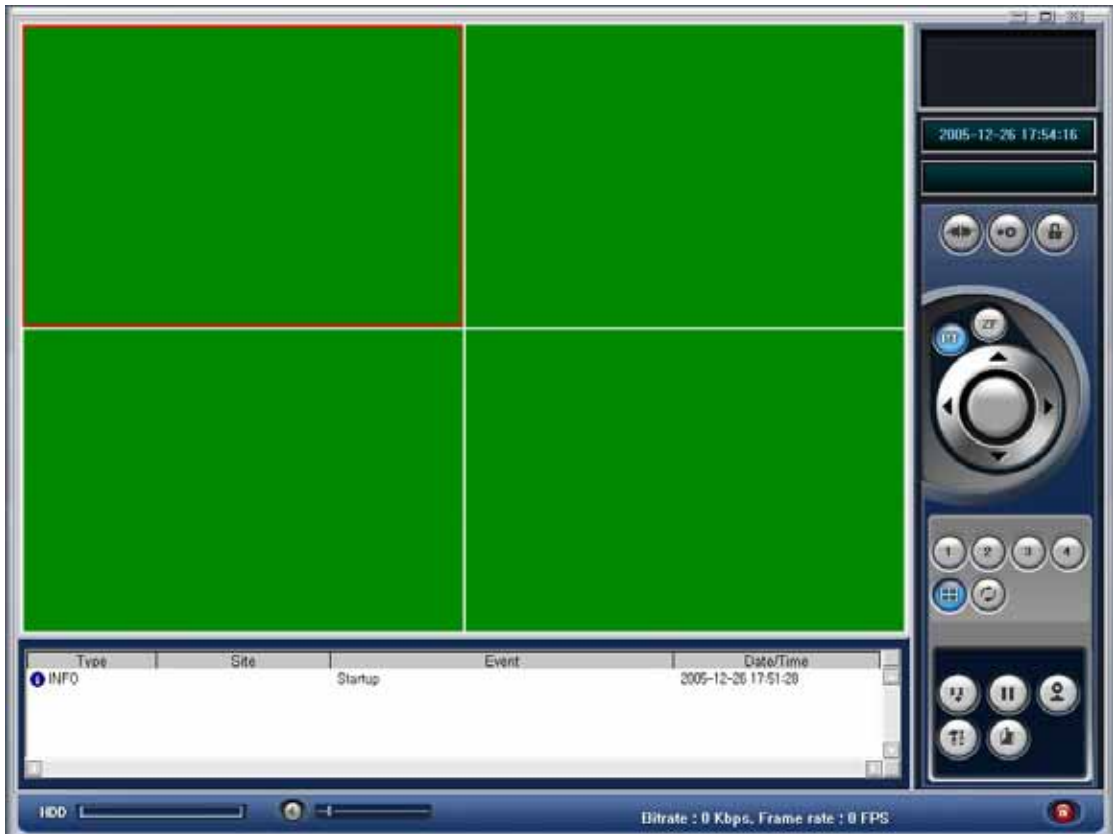 2005-12-26 17:54:16
ZF
PT
1 2 3 4
Type Site Event Date/Time
INFO Startup 2005-12-26 17:51:28
HDD
Bitrate : 0 Kbps, Frame rate : 0 FPS